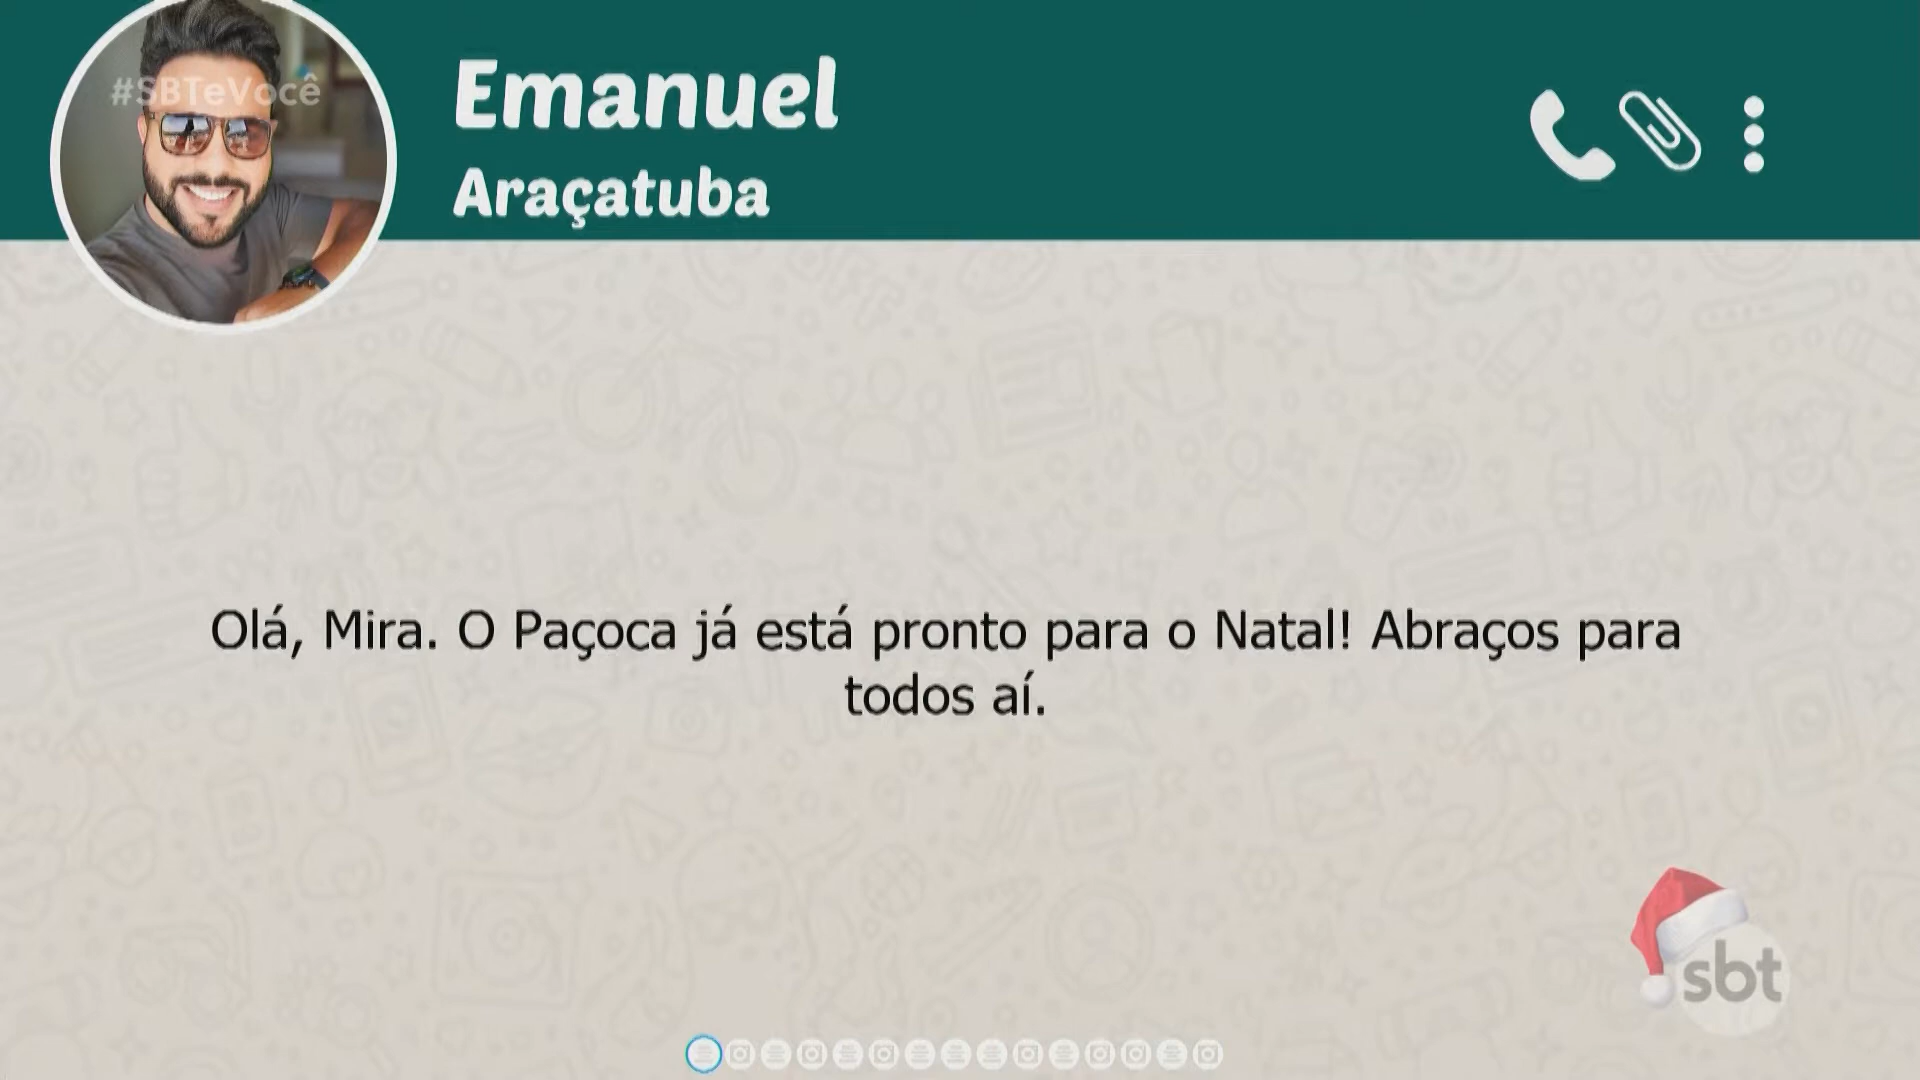 #SBTeVocê
Emanuel
Araçatuba
Olá, Mira. O Paçoca já está pronto para o Natal! Abraços para
todos aí.
sbt